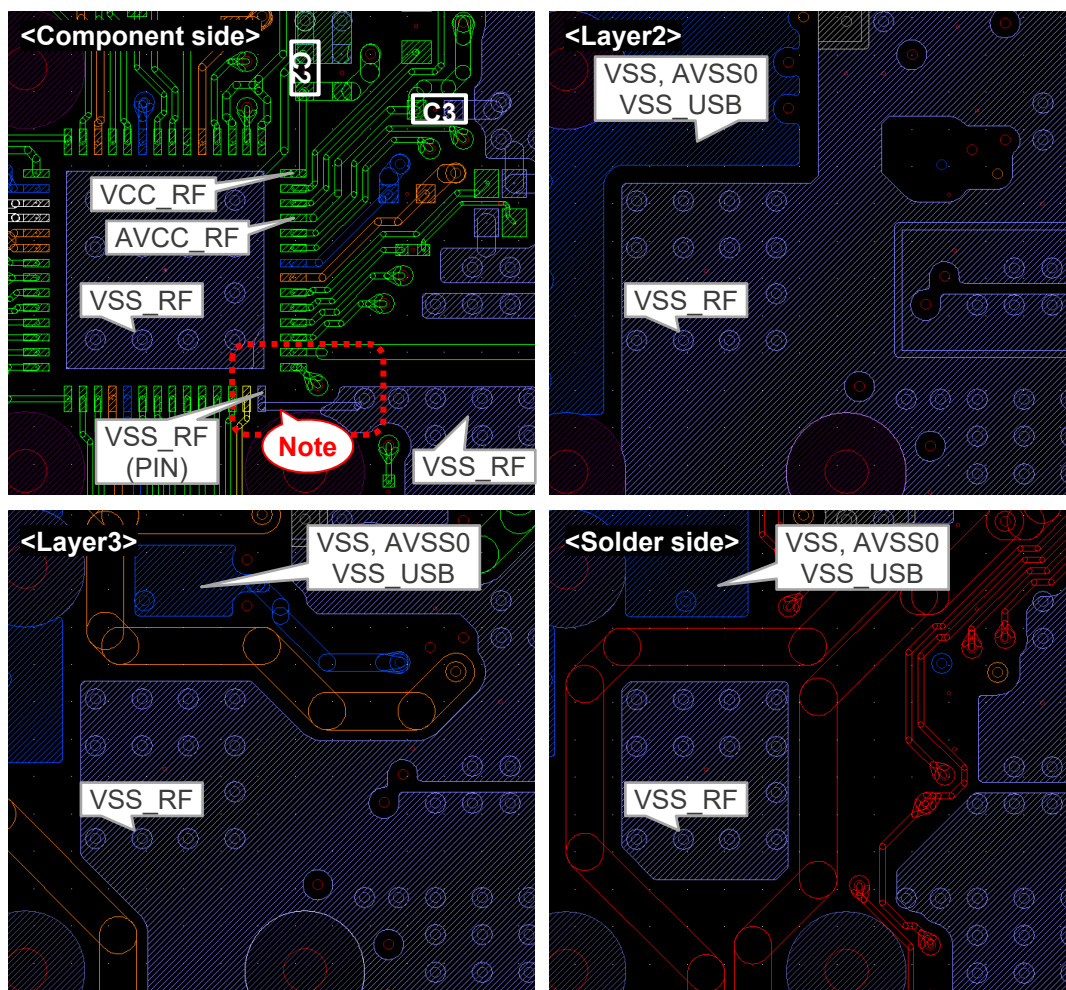 <Component side>
C2
C3
VCC_RF
AVCC_RF
VSS_RF
VSS_RF
(PIN)
Note
VSS_RF
<Layer2>
VSS, AVSS0
VSS_USB
VSS_RF
<Layer3>
VSS, AVSS0
VSS_USB
VSS_RF
<Solder side>
VSS, AVSS0
VSS_USB
VSS_RF